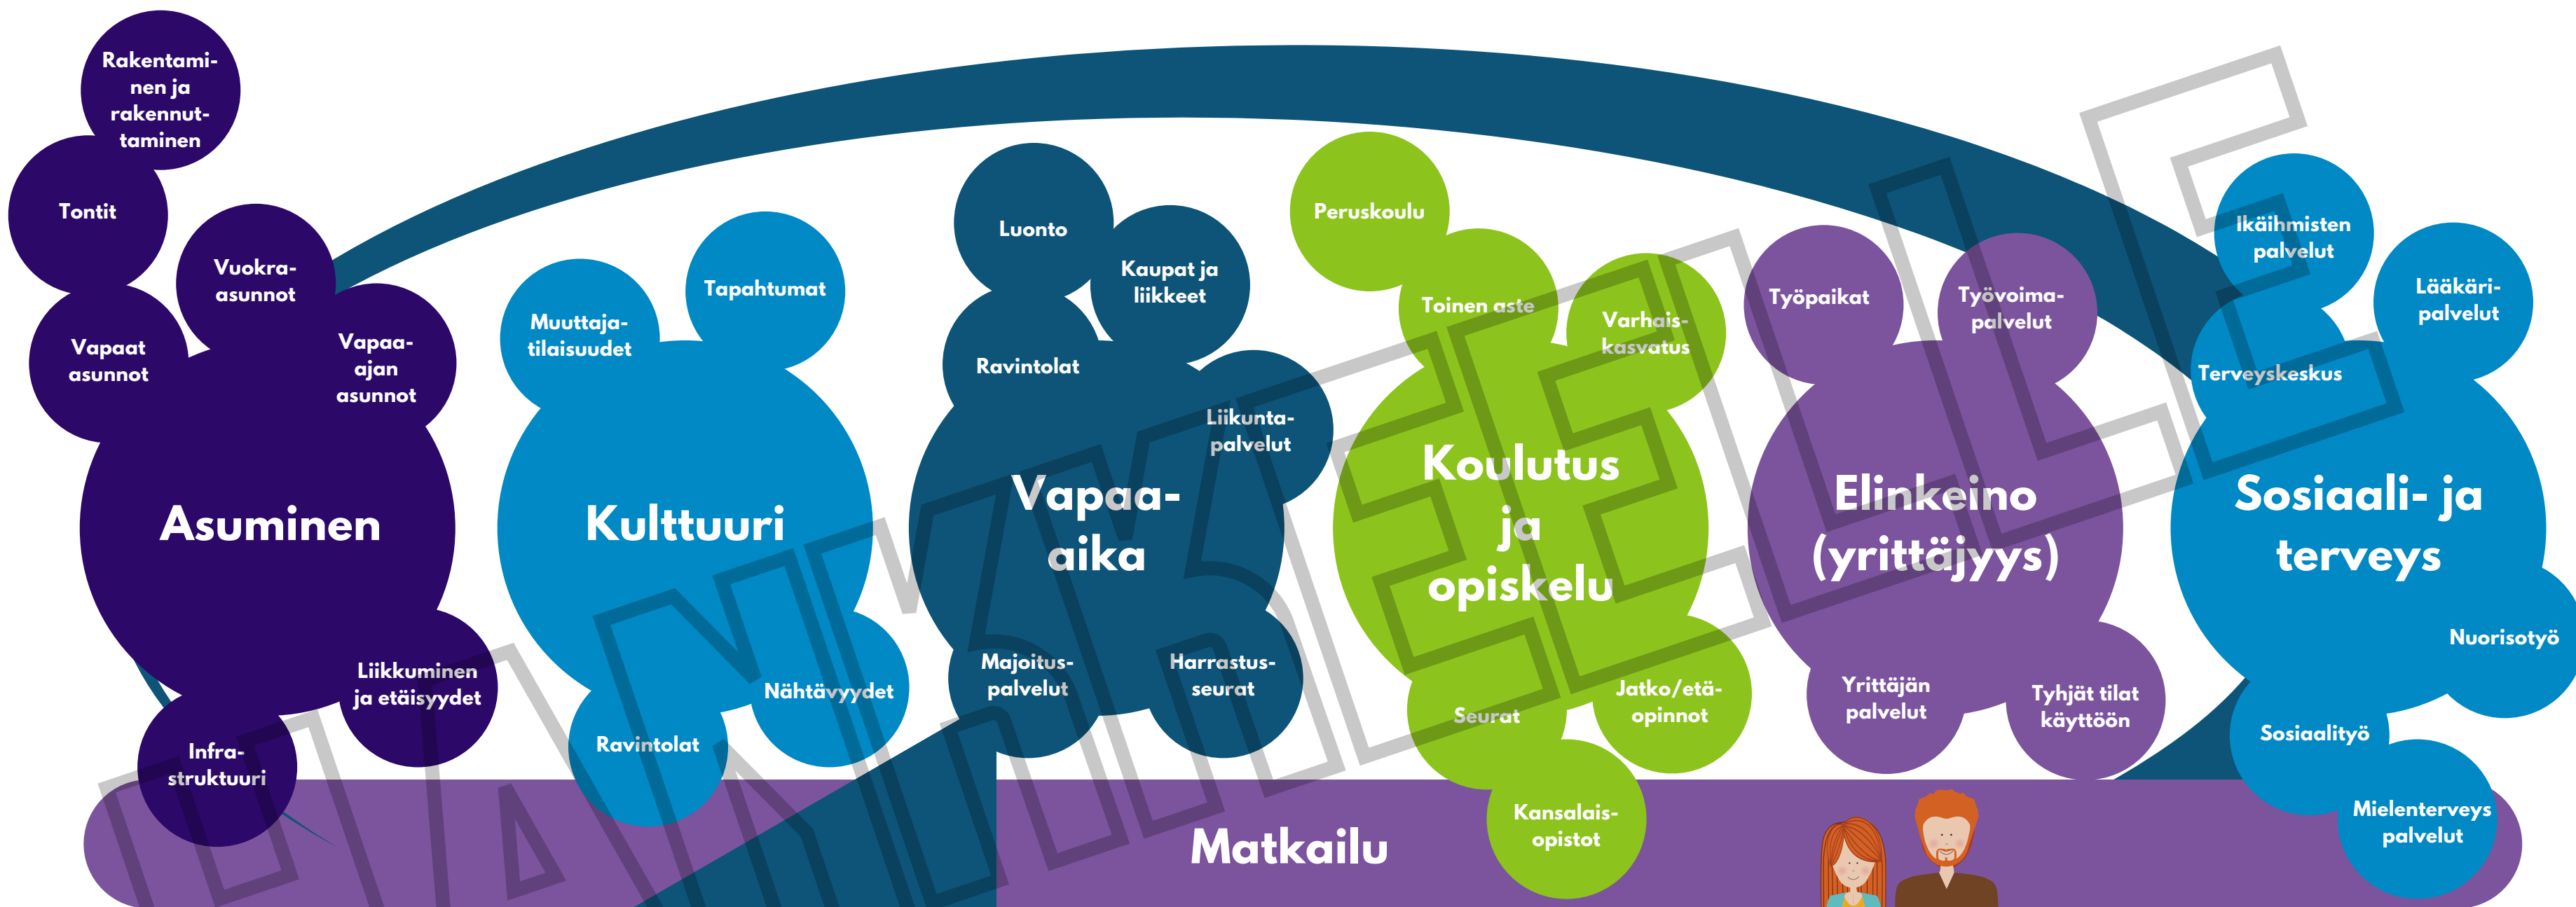 Rakentami-
nen ja
rakennut-
taminen
Tontit
Vuokra-
asunnot
Vapaat
asunnot
Vapaa-
ajan
asunnot
Asuminen
Liikkuminen
ja etäisyydet
Infra-
struktuuri
Muuttaja-
tilaisuudet
Tapahtumat
Kulttuuri
Nähtävyydet
Ravintolat
Luonto
Kaupat ja
liikkeet
Ravintolat
Liikunta-
palvelut
Vapaa-
aika
Majoitus-
palvelut
Harrastus-
seurat
Peruskoulu
Toinen aste
Varhais-
kasvatus
Koulutus
ja
opiskelu
Seurat
Jatko/etä-
opinnot
Kansalais-
opistot
Työpaikat
Työvoima-
palvelut
Elinkeino
(yrittäjyys)
Yrittäjän
palvelut
Tyhjät tilat
käyttöön
Ikäihmisten
palvelut
Lääkäri-
palvelut
Terveyskeskus
Sosiaali- ja
terveys
Nuorisotyö
Sosiaalityö
Mielenterveys
palvelut
Matkailu
HANKKEELLE